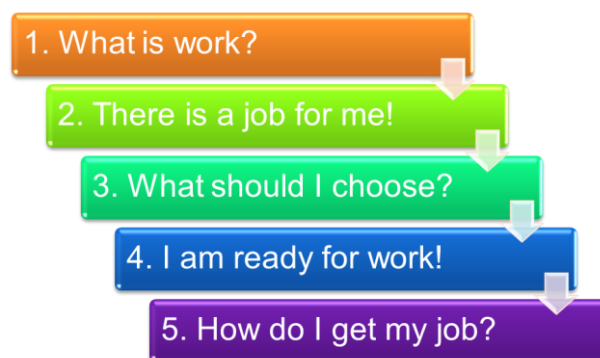 1. What is work?
2. There is a job for me!
3. What should I choose?
4. I am ready for work!
5. How do I get my job?